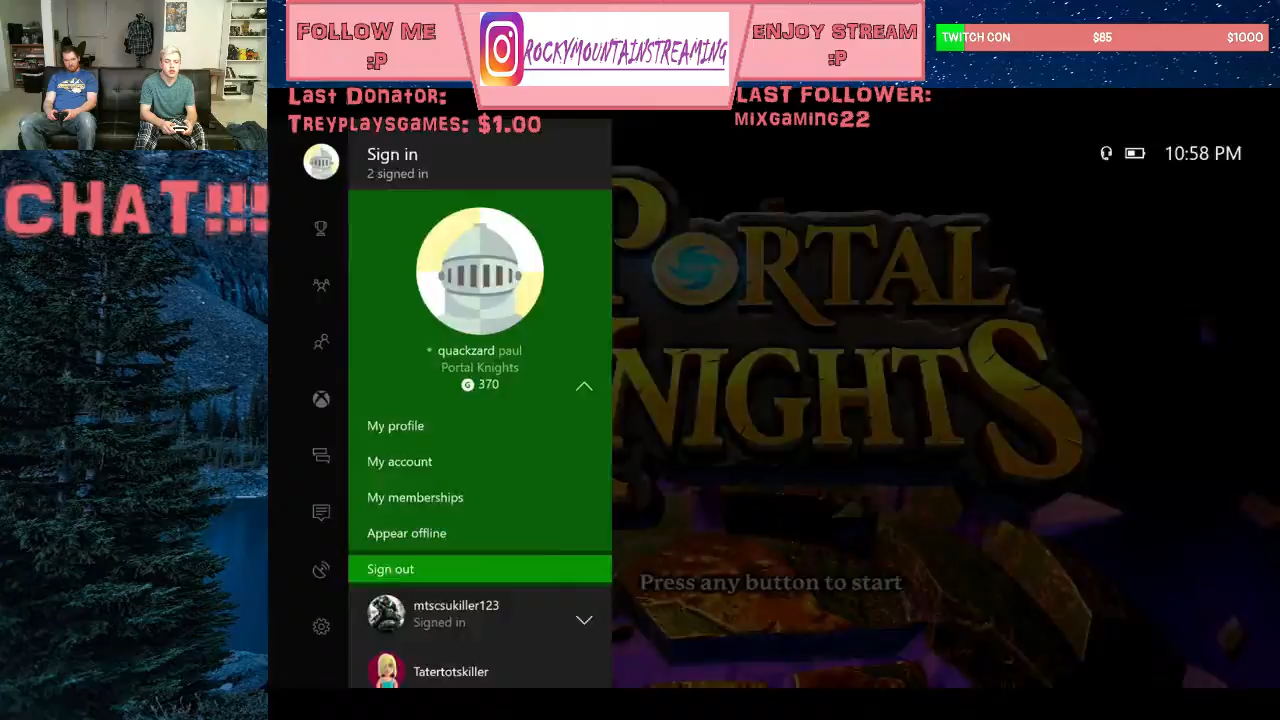 FOLLOW ME
:P
ROCKYMOUNTAINSTREAMING
ENJOY STREAM
:P
TWITCH CON $85 $1000
Last Donator:
Treyplaysgames: $1.00
LAST FOLLOWER:
mixgaming22
CHAT!!!
Sign in
2 signed in
10:58 PM
quackzard paul
Portal Knights
G 370
My profile
My account
My memberships
Appear offline
Sign out
mtscsukiller123
Signed in
Tatertotskiller
PORTAL
KNIGHTS
Press any button to start